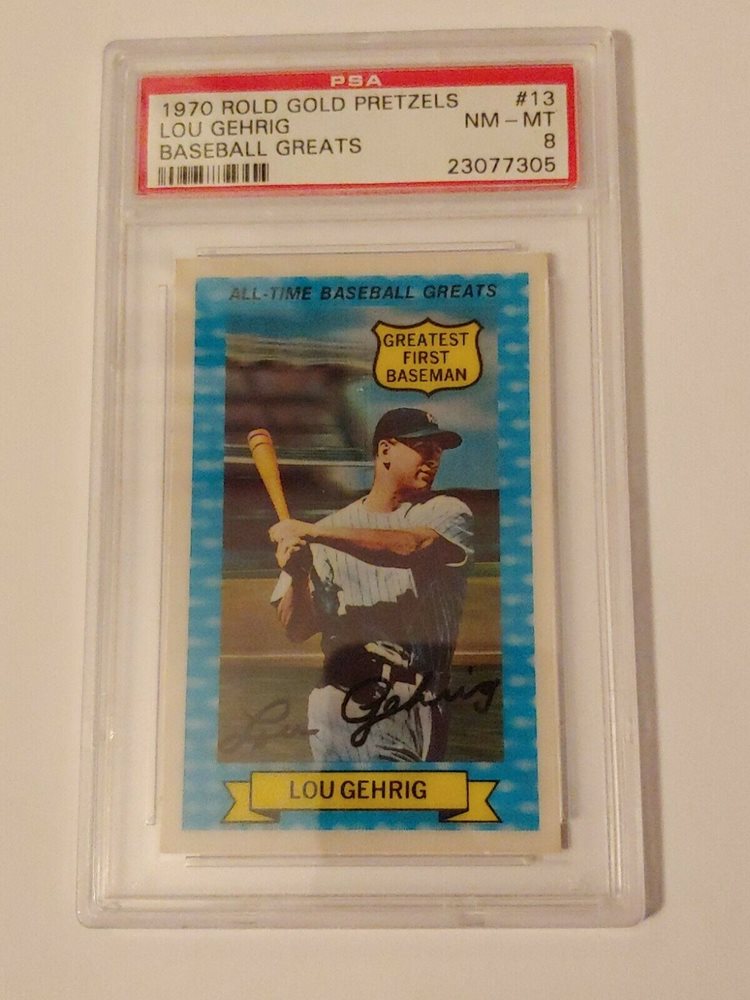 PSA
1970 ROLD GOLD PRETZELS #13
LOU GEHRIG NM – MT
BASEBALL GREATS 8
23077305
ALL-TIME BASEBALL GREATS
GREATEST
FIRST
BASEMAN
Lou Gehrig
LOU GEHRIG